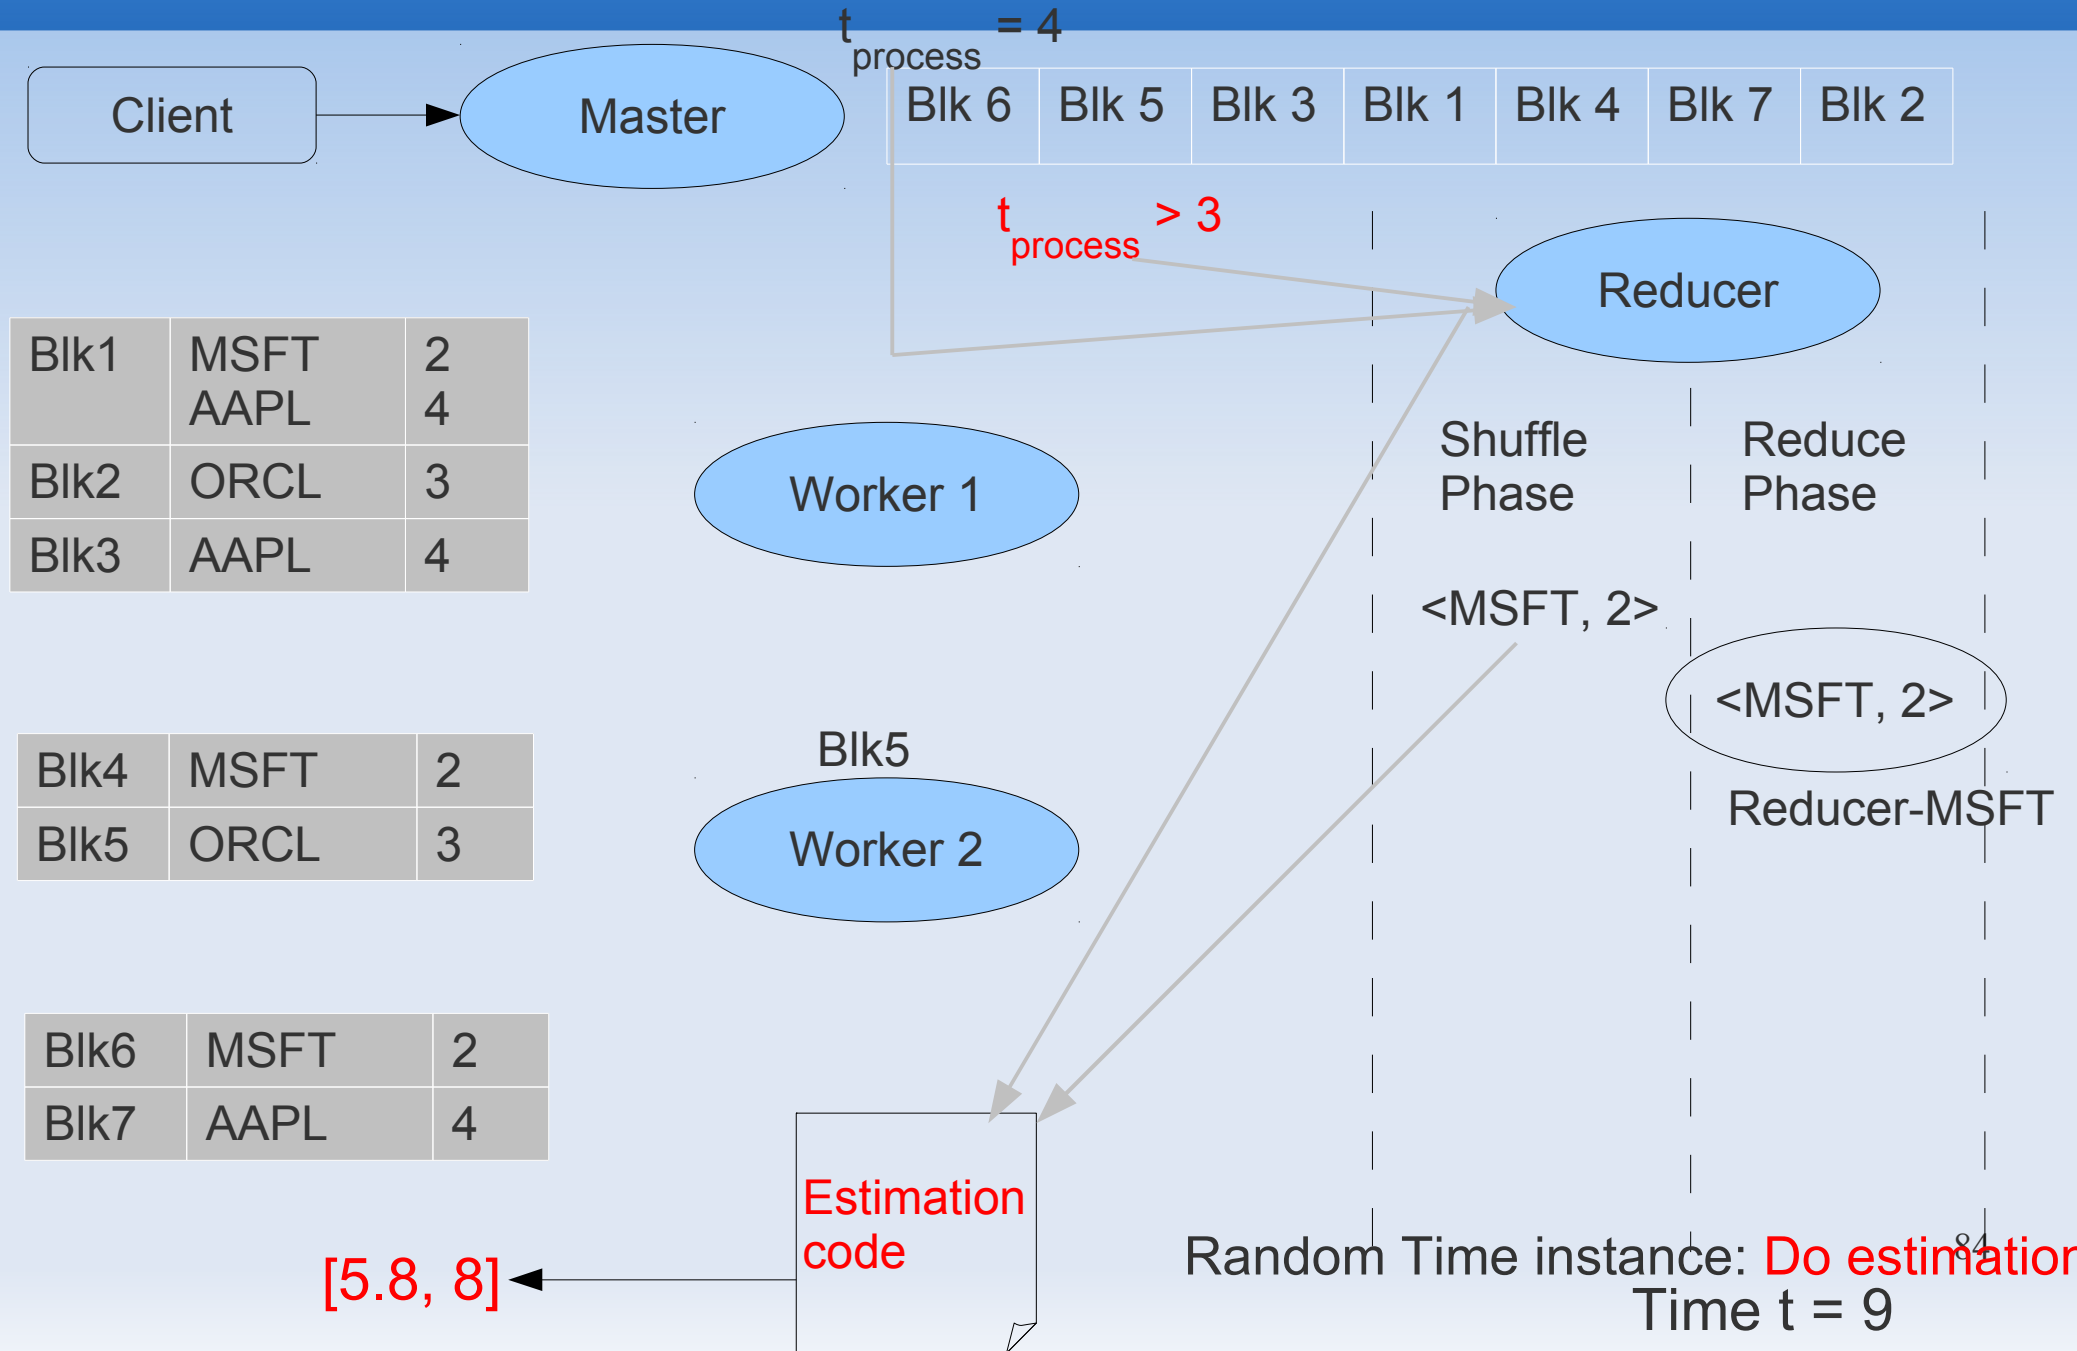 t process = 4
Client
Master
Blk 6 Blk 5 Blk 3 Blk 1 Blk 4 Blk 7 Blk 2
t process > 3
Reducer
Blk1 MSFT 2
AAPL 4
Blk2 ORCL 3
Blk3 AAPL 4
Worker 1
Shuffle
Phase
Reduce
Phase
<MSFT, 2>
<MSFT, 2>
Reducer-MSFT
Blk4 MSFT 2
Blk5 ORCL 3
Blk5
Worker 2
Blk6 MSFT 2
Blk7 AAPL 4
Estimation
code
[5.8, 8]
84
Random Time instance: Do estimation
Time t = 9